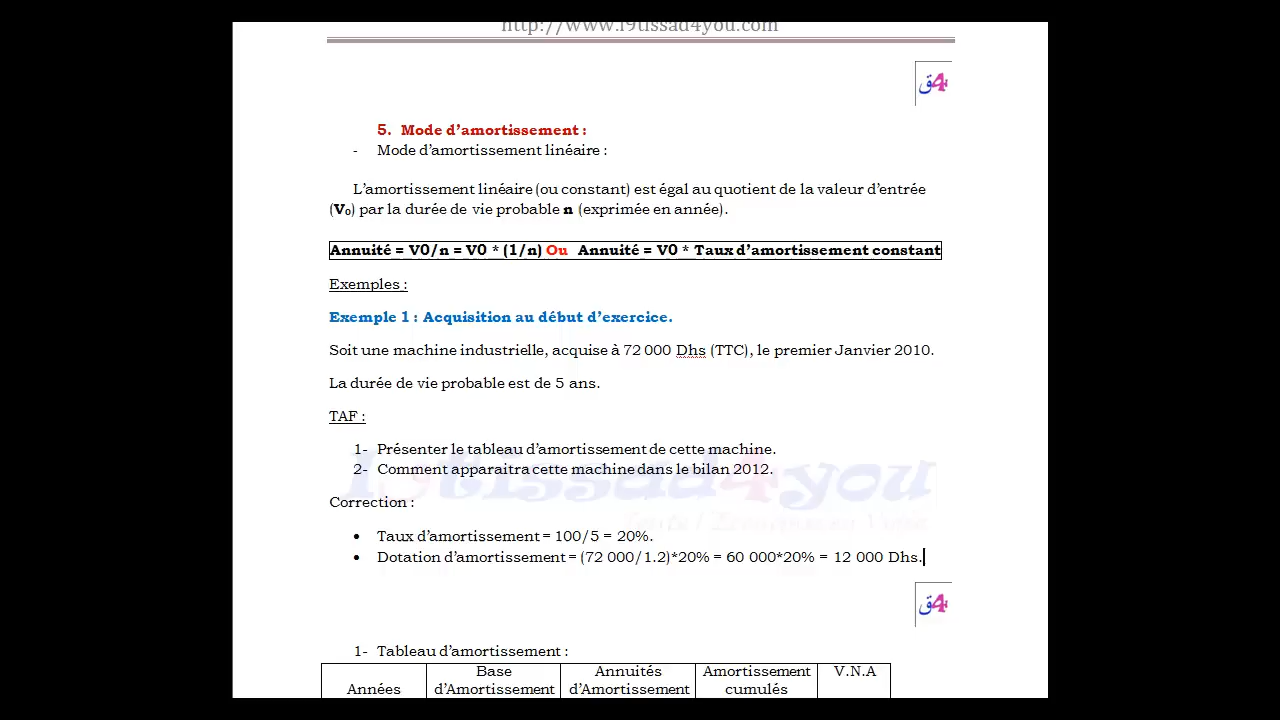 http://www.i9tissad4you.com
ق4
5. Mode d’amortissement :
- Mode d’amortissement linéaire :
L’amortissement linéaire (ou constant) est égal au quotient de la valeur d’entrée
(V₀) par la durée de vie probable n (exprimée en année).
Annuité = V0/n = V0 * (1/n) Ou Annuité = V0 * Taux d’amortissement constant
Exemples :
Exemple 1 : Acquisition au début d’exercice.
Soit une machine industrielle, acquise à 72 000 Dhs (TTC), le premier Janvier 2010.
La durée de vie probable est de 5 ans.
TAF :
1- Présenter le tableau d’amortissement de cette machine.
2- Comment apparaitra cette machine dans le bilan 2012.
i9tissad4you
Correction :
• Taux d’amortissement = 100/5 = 20%.
• Dotation d’amortissement = (72 000/1.2)*20% = 60 000*20% = 12 000 Dhs.
ق4
1- Tableau d’amortissement :
Années Base d’Amortissement Annuités d’Amortissement Amortissement cumulés V.N.A